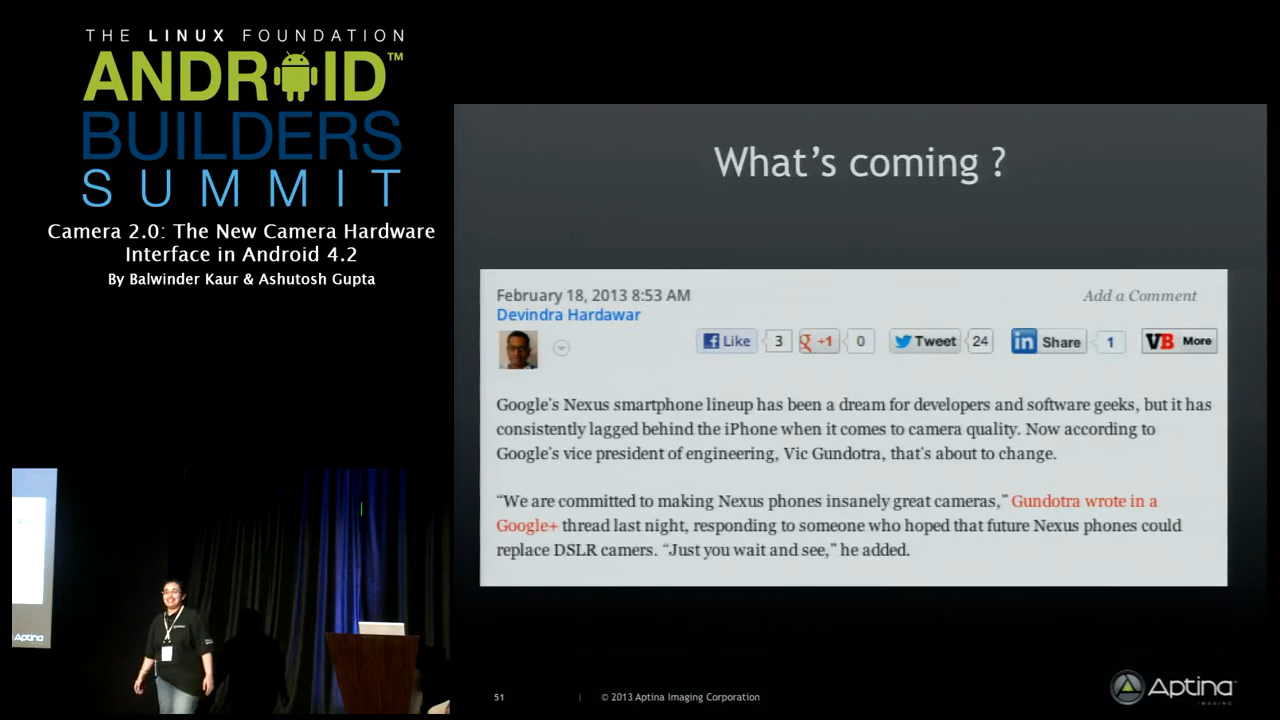 THE LINUX FOUNDATION
ANDROID™
BUILDERS
SUMMIT
Camera 2.0: The New Camera Hardware
Interface in Android 4.2
By Balwinder Kaur & Ashutosh Gupta
What's coming ?
February 18, 2013 8:53 AM
Add a Comment
Devindra Hardawar
Like 3 +1 0 Tweet 24 in Share 1 VB More
Google's Nexus smartphone lineup has been a dream for developers and software geeks, but it has
consistently lagged behind the iPhone when it comes to camera quality. Now according to
Google's vice president of engineering, Vic Gundotra, that's about to change.
“We are committed to making Nexus phones insanely great cameras,” Gundotra wrote in a
Google+ thread last night, responding to someone who hoped that future Nexus phones could
replace DSLR camers. “Just you wait and see,” he added.
Aptina
51 | © 2013 Aptina Imaging Corporation
Aptina
IMAGING